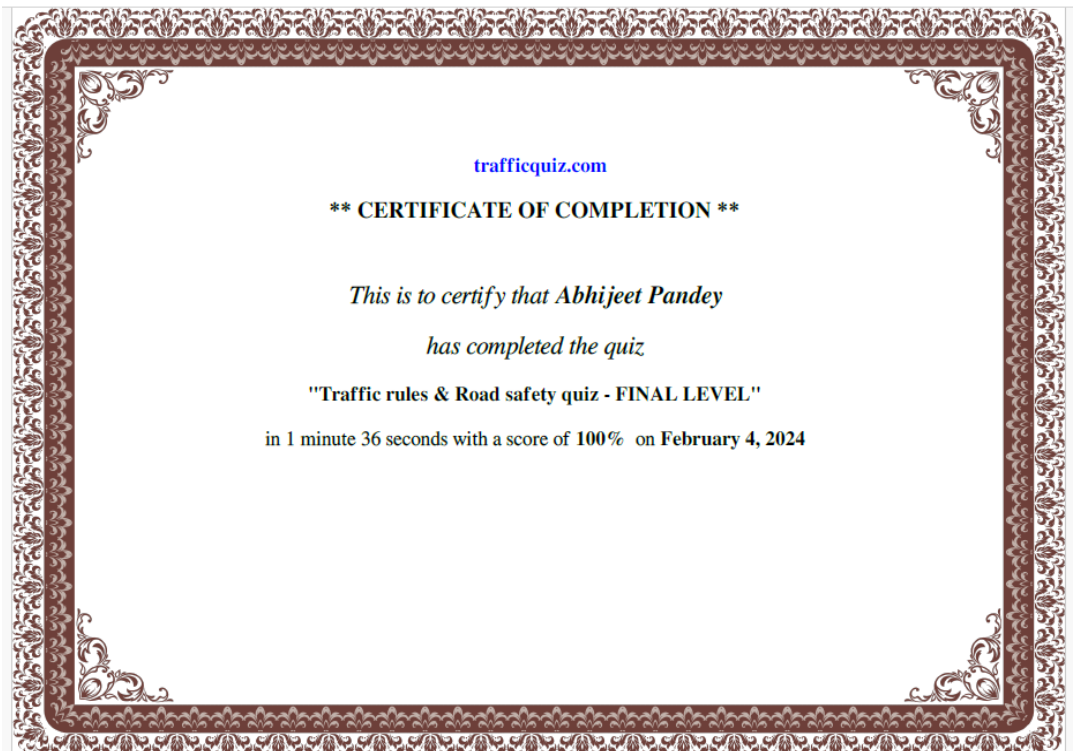 trafficquiz.com
** CERTIFICATE OF COMPLETION **
This is to certify that Abhijeet Pandey
has completed the quiz
"Traffic rules & Road safety quiz - FINAL LEVEL"
in 1 minute 36 seconds with a score of 100% on February 4, 2024